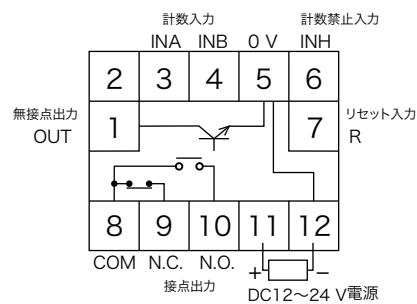 計数入力 計数禁止入力
INA INB 0 V INH
2 3 4 5 6
無接点出力 リセット入力
OUT 1 7 R
8 9 10 11 12
COM N.C. N.O. + −
接点出力 DC12～24 V電源